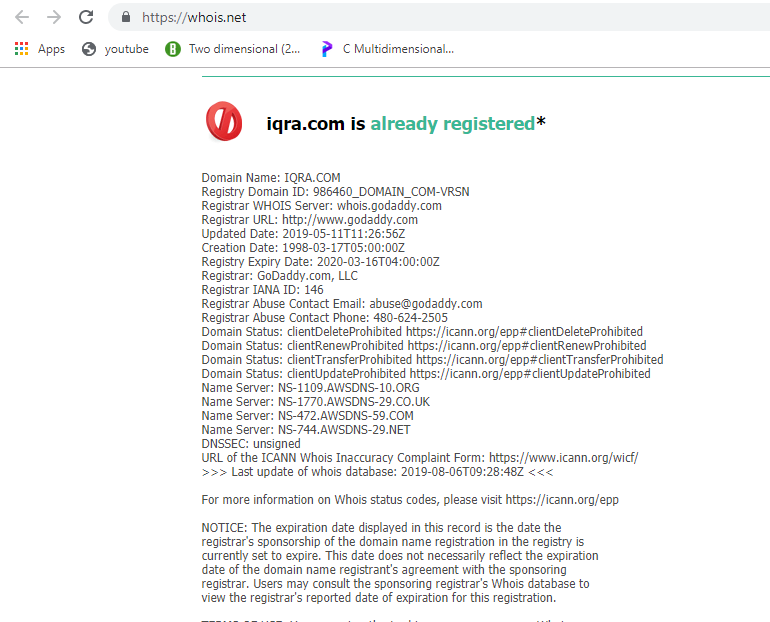 https://whois.net
Apps youtube Two dimensional (2... C Multidimensional...
iqra.com is already registered*
Domain Name: IQRA.COM
Registry Domain ID: 986460_DOMAIN_COM-VRSN
Registrar WHOIS Server: whois.godaddy.com
Registrar URL: http://www.godaddy.com
Updated Date: 2019-05-11T11:26:56Z
Creation Date: 1998-03-17T05:00:00Z
Registry Expiry Date: 2020-03-16T04:00:00Z
Registrar: GoDaddy.com, LLC
Registrar IANA ID: 146
Registrar Abuse Contact Email: abuse@godaddy.com
Registrar Abuse Contact Phone: 480-624-2505
Domain Status: clientDeleteProhibited https://icann.org/epp#clientDeleteProhibited
Domain Status: clientRenewProhibited https://icann.org/epp#clientRenewProhibited
Domain Status: clientTransferProhibited https://icann.org/epp#clientTransferProhibited
Domain Status: clientUpdateProhibited https://icann.org/epp#clientUpdateProhibited
Name Server: NS-1109.AWSDNS-10.ORG
Name Server: NS-1770.AWSDNS-29.CO.UK
Name Server: NS-472.AWSDNS-59.COM
Name Server: NS-744.AWSDNS-29.NET
DNSSEC: unsigned
URL of the ICANN Whois Inaccuracy Complaint Form: https://www.icann.org/wicf/
>>> Last update of whois database: 2019-08-06T09:28:48Z <<<
For more information on Whois status codes, please visit https://icann.org/epp
NOTICE: The expiration date displayed in this record is the date the
registrar's sponsorship of the domain name registration in the registry is
currently set to expire. This date does not necessarily reflect the expiration
date of the domain name registrant's agreement with the sponsoring
registrar. Users may consult the sponsoring registrar's Whois database to
view the registrar's reported date of expiration for this registration.